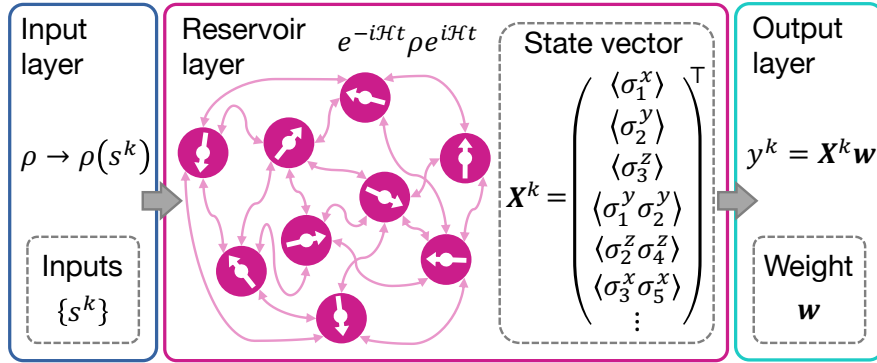 Input layer
ρ → ρ(s^k)
Inputs
{s^k}
Reservoir layer
e^{-iℋt}ρe^{iℋt}
State vector
X^k =
⟨σ_1^x⟩
⟨σ_2^y⟩
⟨σ_3^z⟩
⟨σ_1^y σ_2^y⟩
⟨σ_2^z σ_4^z⟩
⟨σ_3^x σ_5^x⟩
⋮
⊤
Output layer
y^k = X^k w
Weight
w